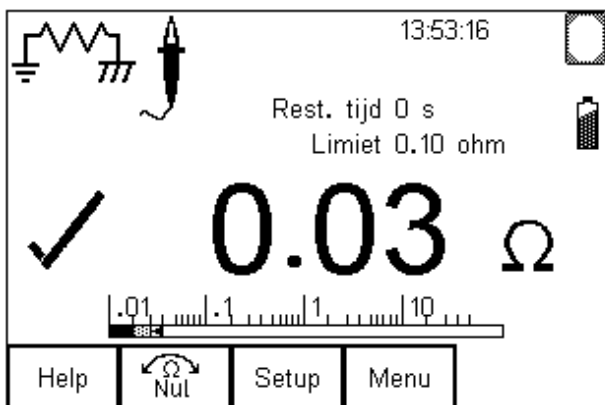 13:53:16
Rest. tijd 0 s
Limiet 0.10 ohm
0.03 Ω
.01 .1 1 10
Help Ω Nul Setup Menu